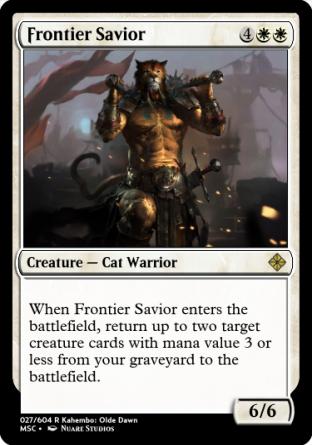 Frontier Savior 4
Creature — Cat Warrior
When Frontier Savior enters the
battlefield, return up to two target
creature cards with mana value 3 or
less from your graveyard to the
battlefield.
6/6
027/604 R Kahembo: Olde Dawn
MSC • Nuare Studios